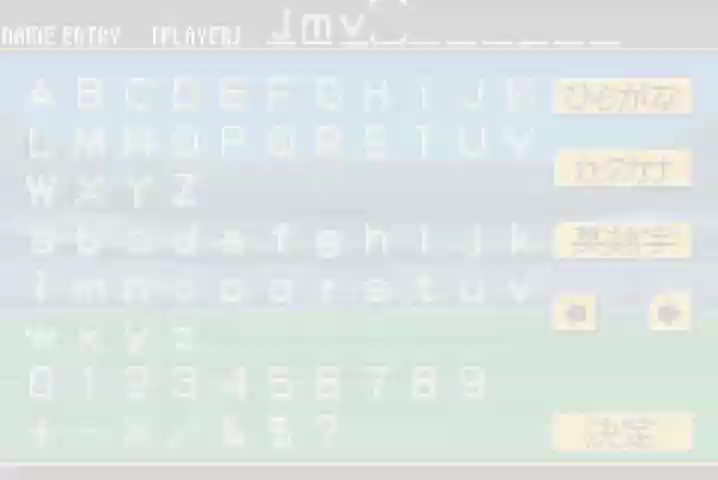 NAME ENTRY [PLAYER] Jmv
A B C D E F G H I J K ひらがな
L M N O P Q R S T U V カタカナ
W X Y Z
a b c d e f g h i j k 英数字
l m n o p q r s t u v
w x y z
0 1 2 3 4 5 6 7 8 9
+ - × / & $ ? 決定